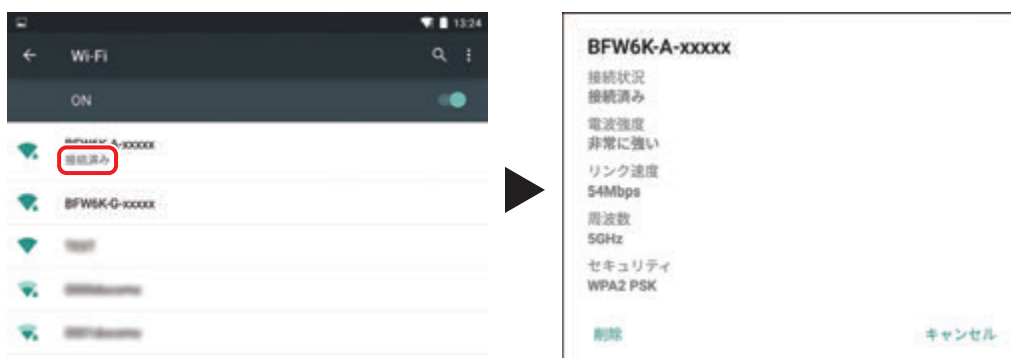 13:24
Wi-Fi
ON
BFW6K-A-xxxxx
接続済み
BFW6K-G-xxxxx
BFW6K-A-xxxxx
接続状況
接続済み
電波強度
非常に強い
リンク速度
54Mbps
周波数
5GHz
セキュリティ
WPA2 PSK
削除
キャンセル